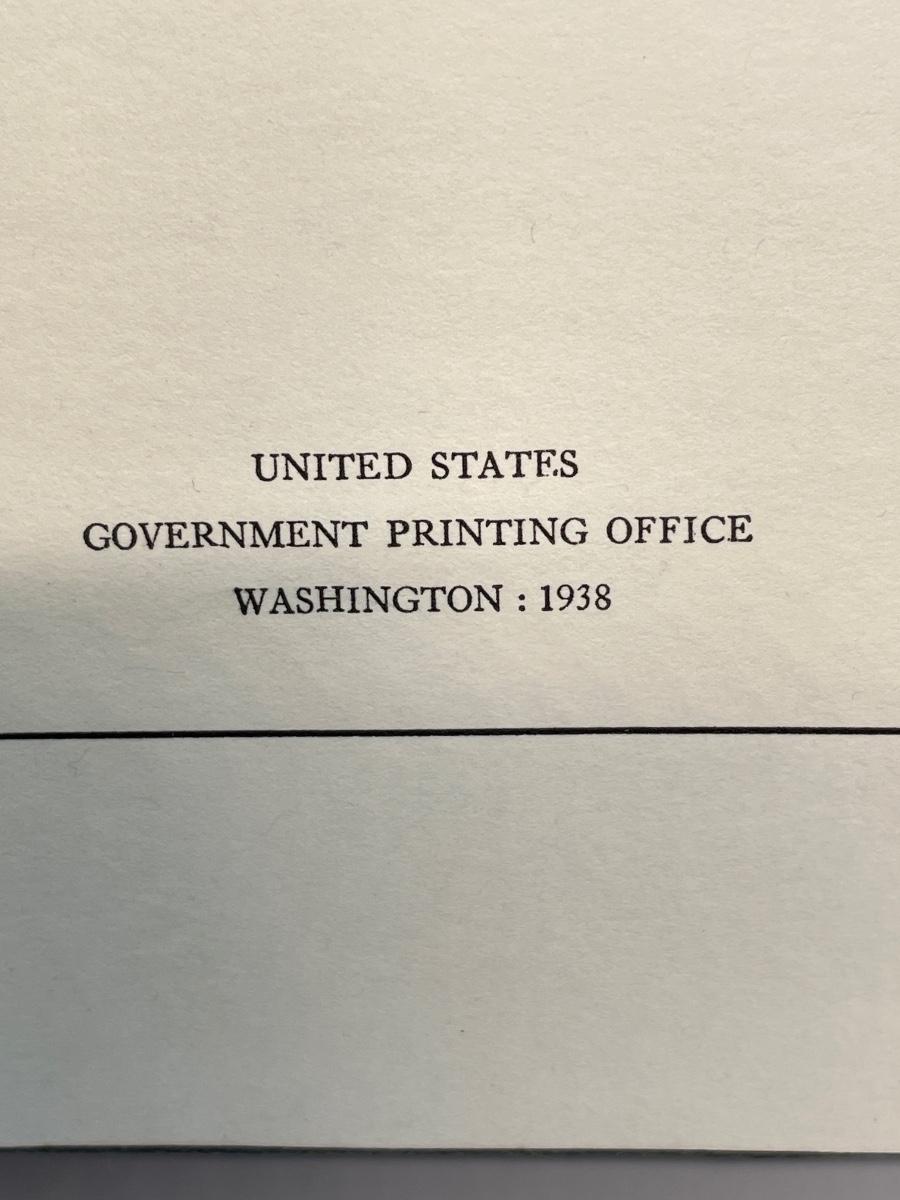 UNITED STATES
GOVERNMENT PRINTING OFFICE
WASHINGTON : 1938